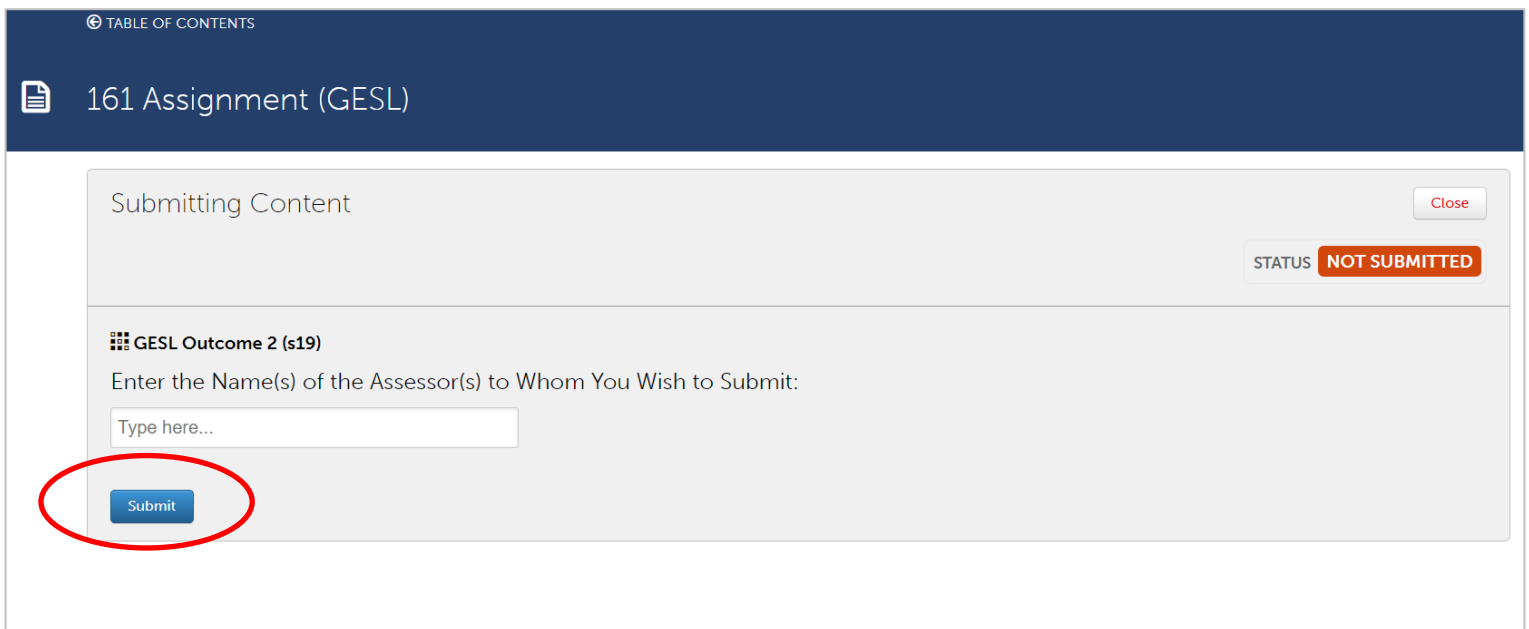 TABLE OF CONTENTS
161 Assignment (GESL)
Submitting Content
Close
STATUS NOT SUBMITTED
GESL Outcome 2 (s19)
Enter the Name(s) of the Assessor(s) to Whom You Wish to Submit:
Type here...
Submit